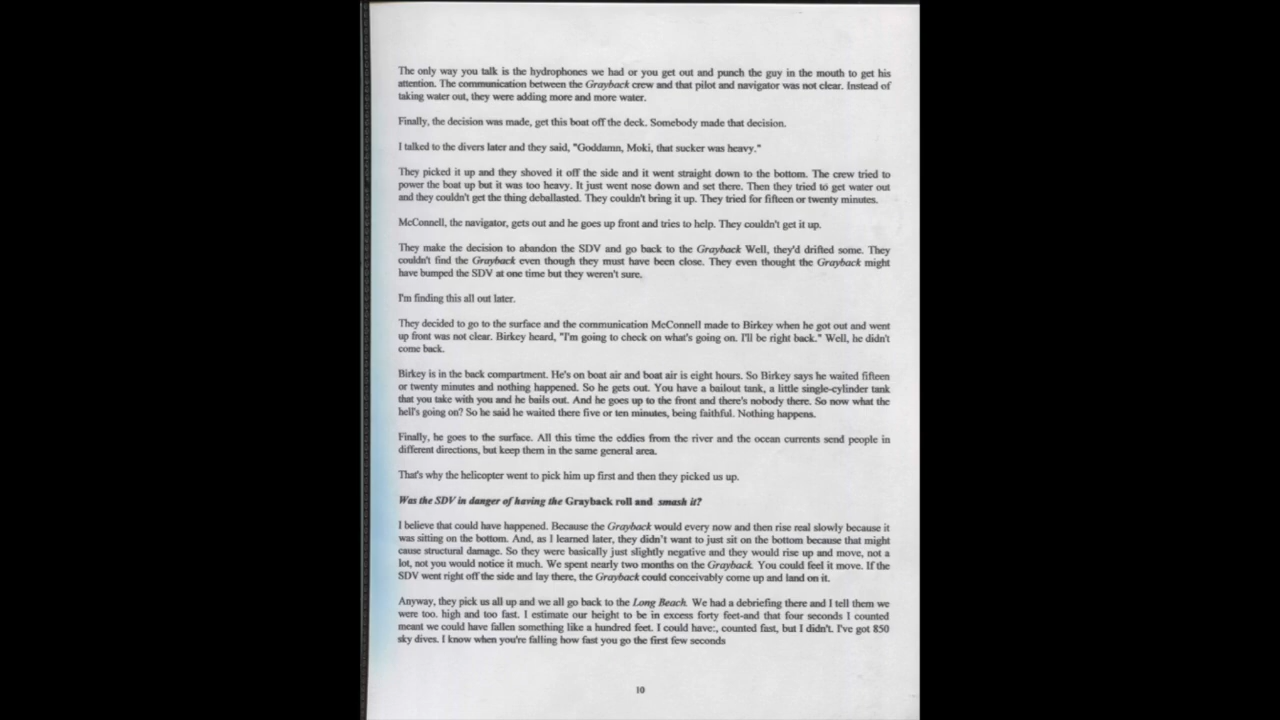 The only way you talk is the hydrophones we had or you get out and punch the guy in the mouth to get his
attention. The communication between the Grayback crew and that pilot and navigator was not clear. Instead of
taking water out, they were adding more and more water.
Finally, the decision was made, get this boat off the deck. Somebody made that decision.
I talked to the divers later and they said, "Goddamn, Moki, that sucker was heavy."
They picked it up and they shoved it off the side and it went straight down to the bottom. The crew tried to
power the boat up but it was too heavy. It just went nose down and set there. Then they tried to get water out
and they couldn't get the thing deballasted. They couldn't bring it up. They tried for fifteen or twenty minutes.
McConnell, the navigator, gets out and he goes up front and tries to help. They couldn't get it up.
They make the decision to abandon the SDV and go back to the Grayback Well, they'd drifted some. They
couldn't find the Grayback even though they must have been close. They even thought the Grayback might
have bumped the SDV at one time but they weren't sure.
I'm finding this all out later.
They decided to go to the surface and the communication McConnell made to Birkey when he got out and went
up front was not clear. Birkey heard, "I'm going to check on what's going on. I'll be right back." Well, he didn't
come back.
Birkey is in the back compartment. He's on boat air and boat air is eight hours. So Birkey says he waited fifteen
or twenty minutes and nothing happened. So he gets out. You have a bailout tank, a little single-cylinder tank
that you take with you and he bails out. And he goes up to the front and there's nobody there. So now what the
hell's going on? So he said he waited there five or ten minutes, being faithful. Nothing happens.
Finally, he goes to the surface. All this time the eddies from the river and the ocean currents send people in
different directions, but keep them in the same general area.
That's why the helicopter went to pick him up first and then they picked us up.
Was the SDV in danger of having the Grayback roll and smash it?
I believe that could have happened. Because the Grayback would every now and then rise real slowly because it
was sitting on the bottom. And, as I learned later, they didn't want to just sit on the bottom because that might
cause structural damage. So they were basically just slightly negative and they would rise up and move, not a
lot, not you would notice it much. We spent nearly two months on the Grayback. You could feel it move. If the
SDV went right off the side and lay there, the Grayback could conceivably come up and land on it.
Anyway, they pick us all up and we all go back to the Long Beach. We had a debriefing there and I tell them we
were too. high and too fast. I estimate our height to be in excess forty feet-and that four seconds I counted
meant we could have fallen something like a hundred feet. I could have:, counted fast, but I didn't. I've got 850
sky dives. I know when you're falling how fast you go the first few seconds
10